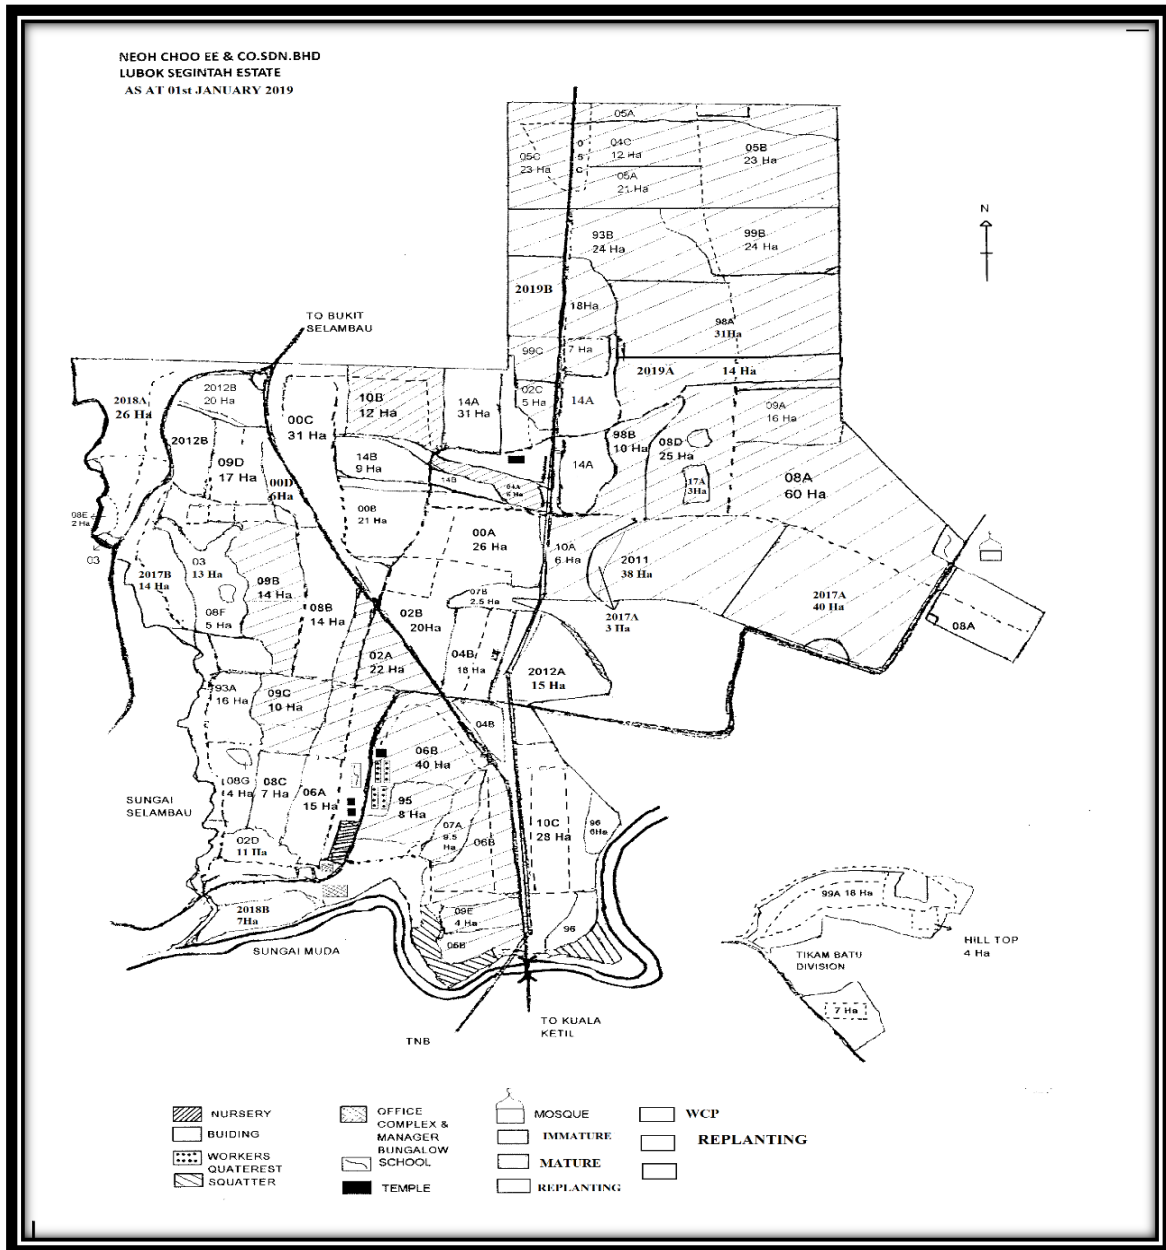 NEOH CHOO EE & CO.SDN.BHD
LUBOK SEGINTAH ESTATE
AS AT 01st JANUARY 2019
N
05A
05C
23 Ha
0
5
C
04C
12 Ha
05A
21 Ha
05B
23 Ha
93B
24 Ha
99B
24 Ha
2019B
18Ha
98A
31Ha
99C
7 Ha
2019A
14 Ha
02C
5 Ha
14A
09A
16 Ha
TO BUKIT
SELAMBAU
2018A
26 Ha
2012B
20 Ha
2012B
09D
17 Ha
00D
6Ha
00C
31 Ha
10B
12 Ha
14A
31 Ha
14B
9 Ha
14B
04A
14A
98B
10 Ha
08D
25 Ha
17A
3Ha
08A
60 Ha
00B
21 Ha
00A
26 Ha
10A
6 Ha
2011
38 Ha
98E
2 Ha
03
2017B
14 Ha
03
13 Ha
08F
5 Ha
09B
14 Ha
08B
14 Ha
02B
20Ha
07B
2.5 Ha
2017A
3 Ha
2017A
40 Ha
08A
02A
22 Ha
04B
18 Ha
2012A
15 Ha
93A
16 Ha
09C
10 Ha
04B
06B
40 Ha
08G
4 Ha
08C
7 Ha
06A
15 Ha
95
8 Ha
07A
9.5
Ha
06B
10C
28 Ha
96
6Ha
SUNGAI
SELAMBAU
02D
11 Ha
2018B
7Ha
09E
4 Ha
05B
96
SUNGAI MUDA
99A 18 Ha
HILL TOP
4 Ha
TIKAM BATU
DIVISION
7 Ha
TNB
TO KUALA
KETIL
NURSERY
BUIDING
WORKERS
QUATEREST
SQUATTER
OFFICE
COMPLEX &
MANAGER
BUNGALOW
SCHOOL
TEMPLE
MOSQUE
IMMATURE
MATURE
REPLANTING
WCP
REPLANTING